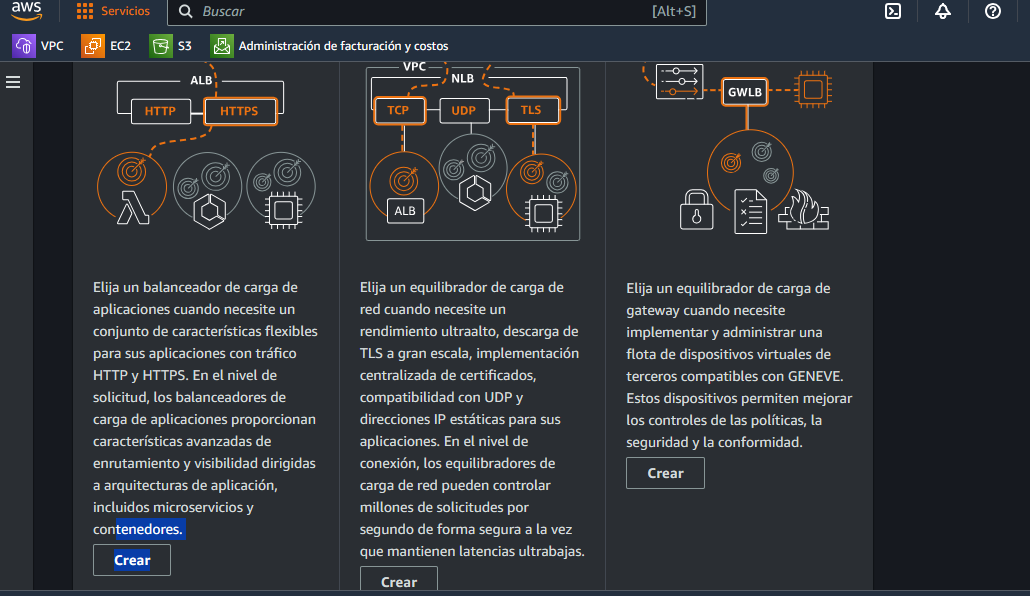 aws
Servicios
Buscar
[Alt+S]
VPC
EC2
S3
Administración de facturación y costos
ALB
HTTP
HTTPS
VPC
NLB
TCP
UDP
TLS
ALB
GWLB
Elija un balanceador de carga de
aplicaciones cuando necesite un
conjunto de características flexibles
para sus aplicaciones con tráfico
HTTP y HTTPS. En el nivel de
solicitud, los balanceadores de
carga de aplicaciones proporcionan
características avanzadas de
enrutamiento y visibilidad dirigidas
a arquitecturas de aplicación,
incluidos microservicios y
contenedores.
Crear
Elija un equilibrador de carga de
red cuando necesite un
rendimiento ultraalto, descarga de
TLS a gran escala, implementación
centralizada de certificados,
compatibilidad con UDP y
direcciones IP estáticas para sus
aplicaciones. En el nivel de
conexión, los equilibradores de
carga de red pueden controlar
millones de solicitudes por
segundo de forma segura a la vez
que mantienen latencias ultrabajas.
Crear
Elija un equilibrador de carga de
gateway cuando necesite
implementar y administrar una
flota de dispositivos virtuales de
terceros compatibles con GENEVE.
Estos dispositivos permiten mejorar
los controles de las políticas, la
seguridad y la conformidad.
Crear